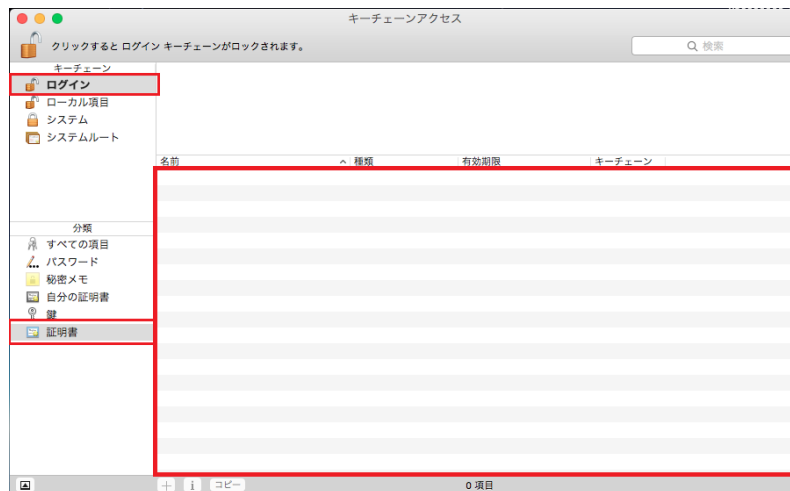 キーチェーンアクセス
クリックすると ログイン キーチェーンがロックされます。
検索
キーチェーン
ログイン
ローカル項目
システム
システムルート
名前 種類 有効期限 キーチェーン
分類
すべての項目
パスワード
秘密メモ
自分の証明書
鍵
証明書
+ i コピー 0 項目